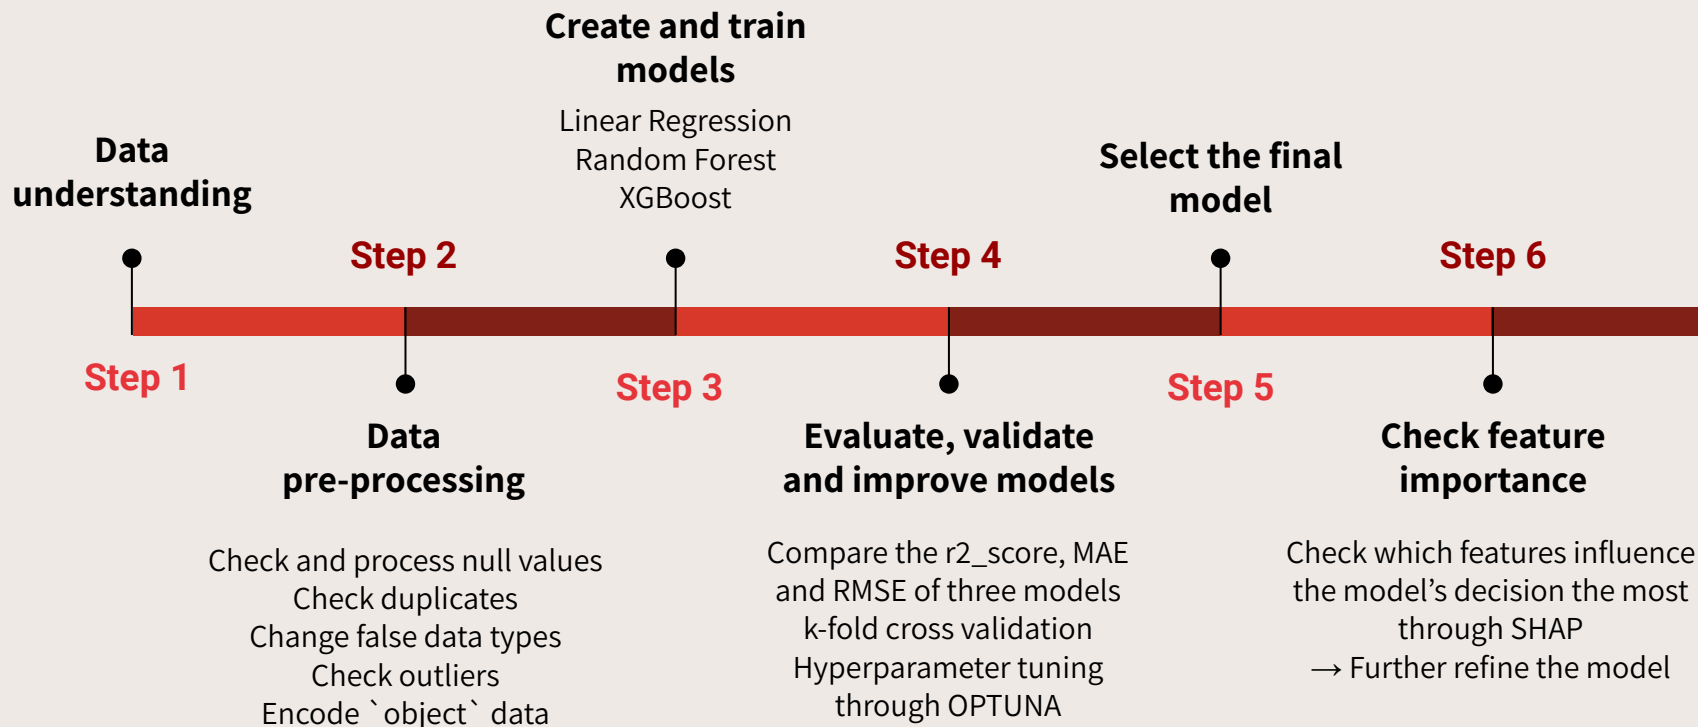 Data
understanding
Step 1
Step 2
Data
pre-processing
Check and process null values
Check duplicates
Change false data types
Check outliers
Encode `object` data
Create and train
models
Linear Regression
Random Forest
XGBoost
Step 3
Step 4
Evaluate, validate
and improve models
Compare the r2_score, MAE
and RMSE of three models
k-fold cross validation
Hyperparameter tuning
through OPTUNA
Select the final
model
Step 5
Step 6
Check feature
importance
Check which features influence
the model’s decision the most
through SHAP
→ Further refine the model